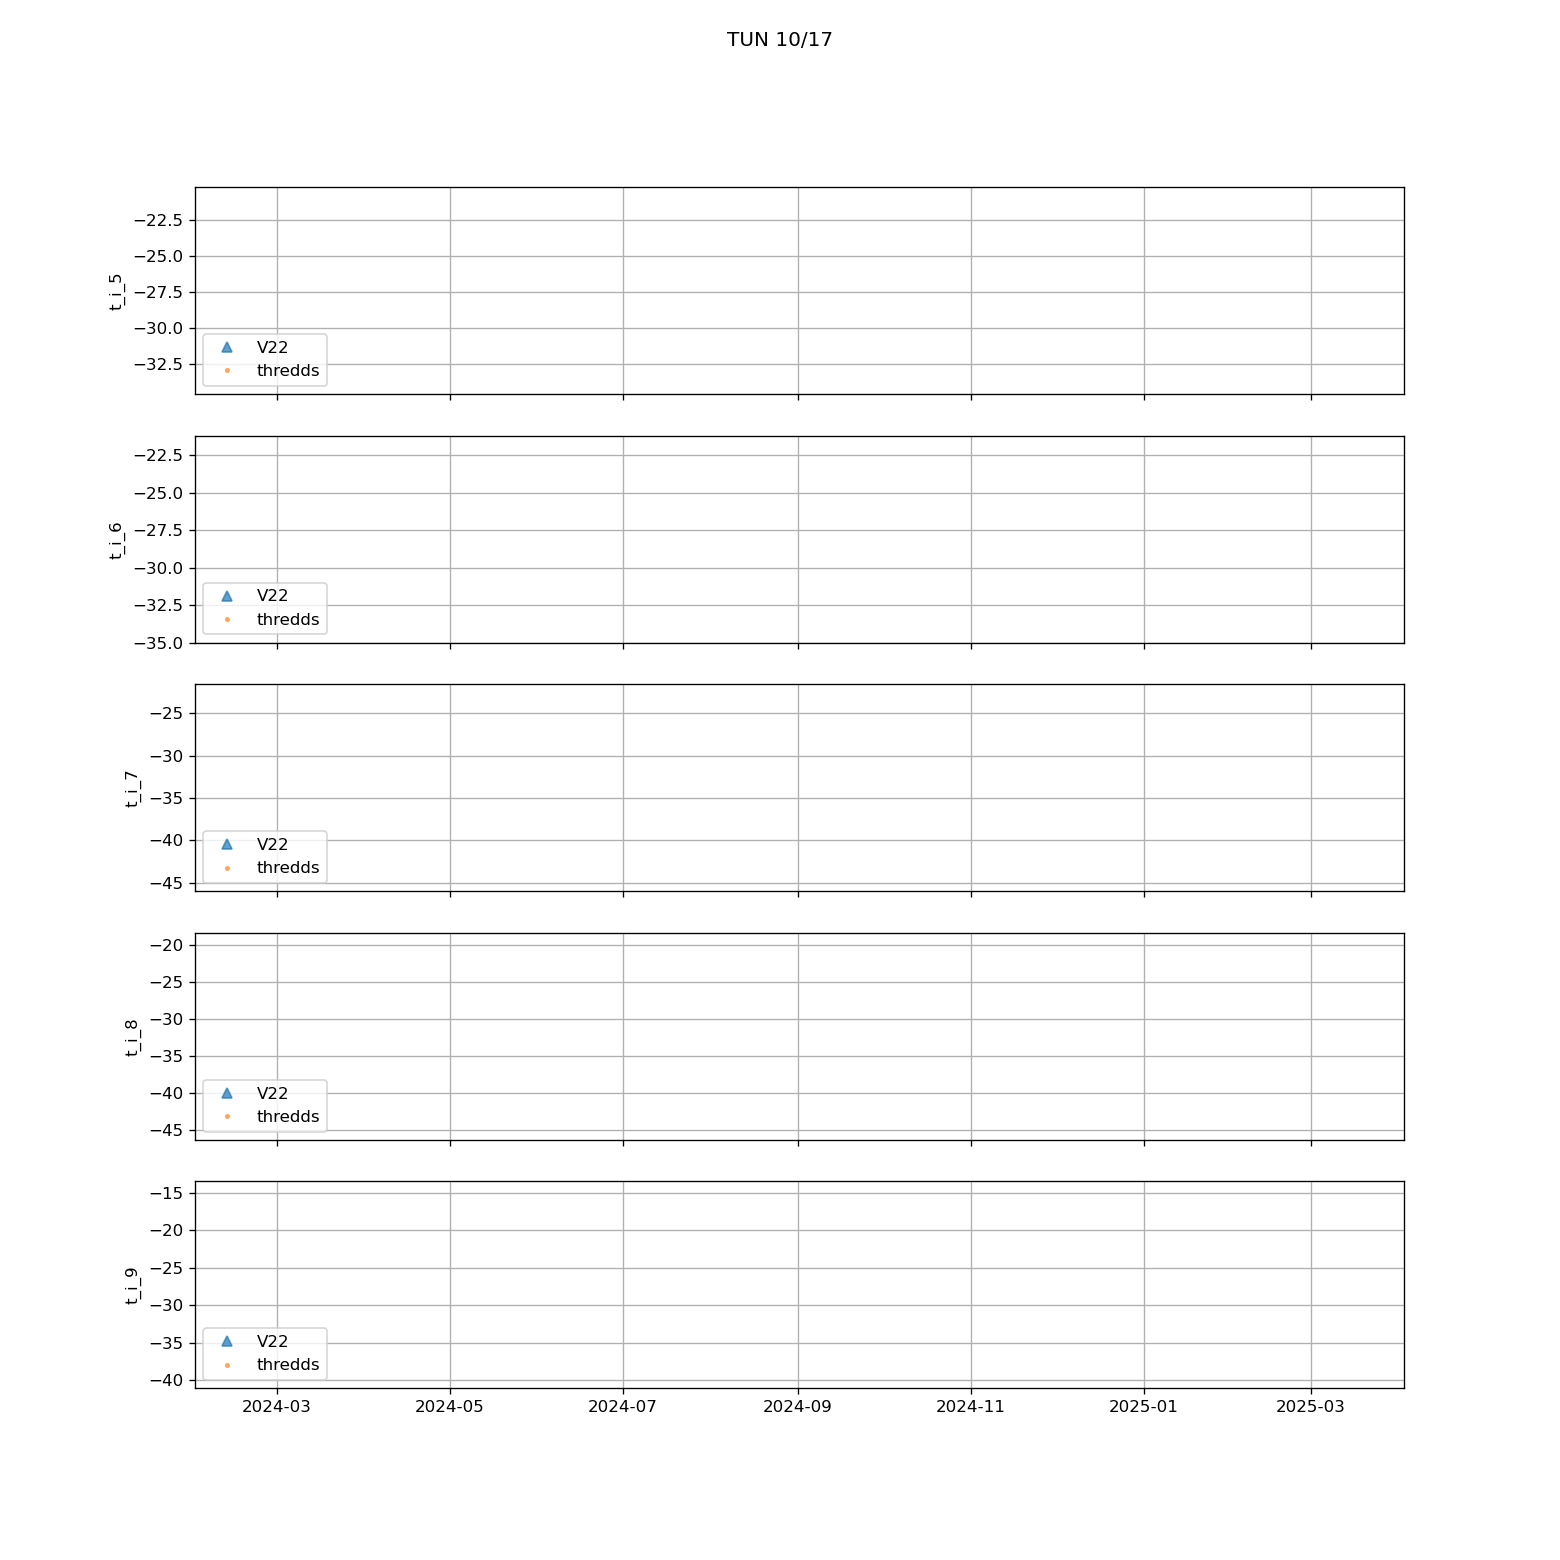 TUN 10/17
t_i_5
−22.5
−25.0
−27.5
−30.0
−32.5
V22
thredds
t_i_6
−22.5
−25.0
−27.5
−30.0
−32.5
−35.0
V22
thredds
t_i_7
−25
−30
−35
−40
−45
V22
thredds
t_i_8
−20
−25
−30
−35
−40
−45
V22
thredds
t_i_9
−15
−20
−25
−30
−35
−40
V22
thredds
2024-03 2024-05 2024-07 2024-09 2024-11 2025-01 2025-03